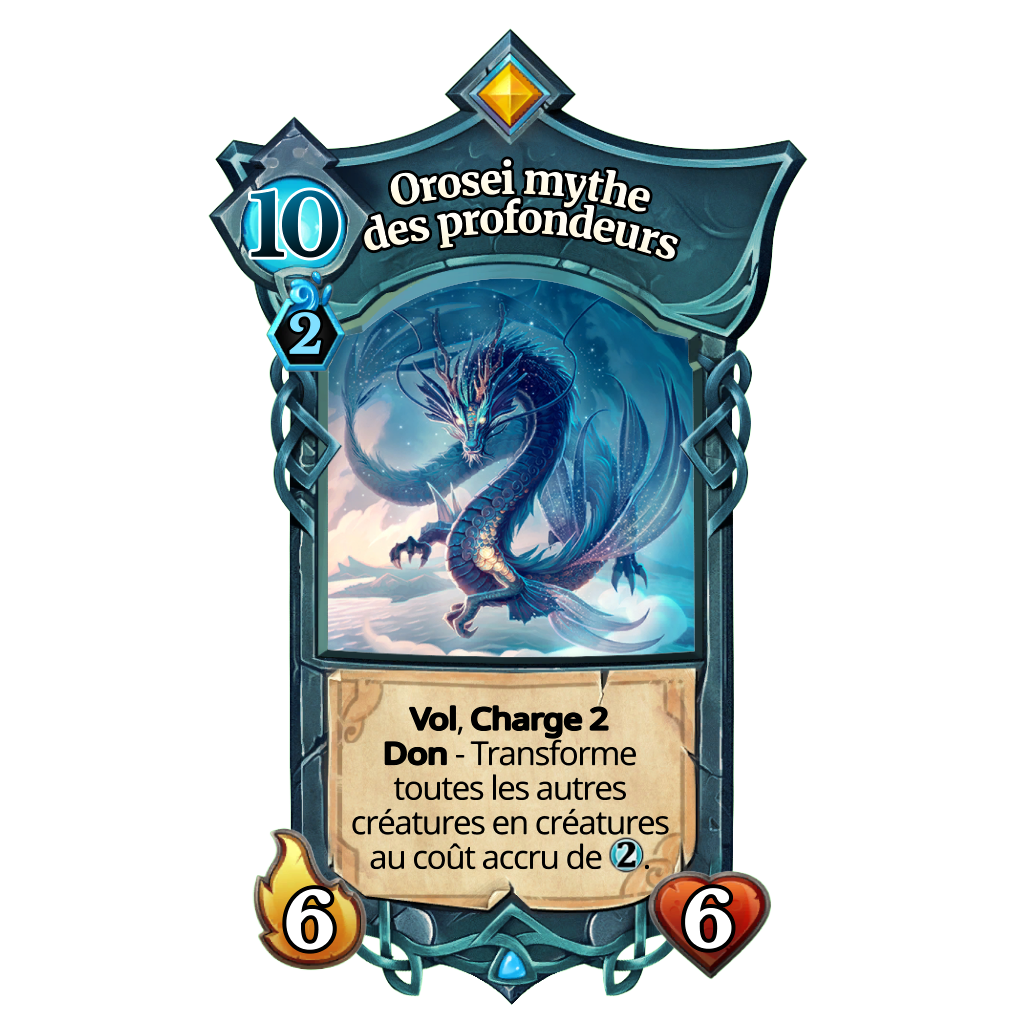 Orosei mythe
des profondeurs
10
2
Vol, Charge 2
Don - Transforme
toutes les autres
créatures en créatures
au coût accru de 2.
6
6